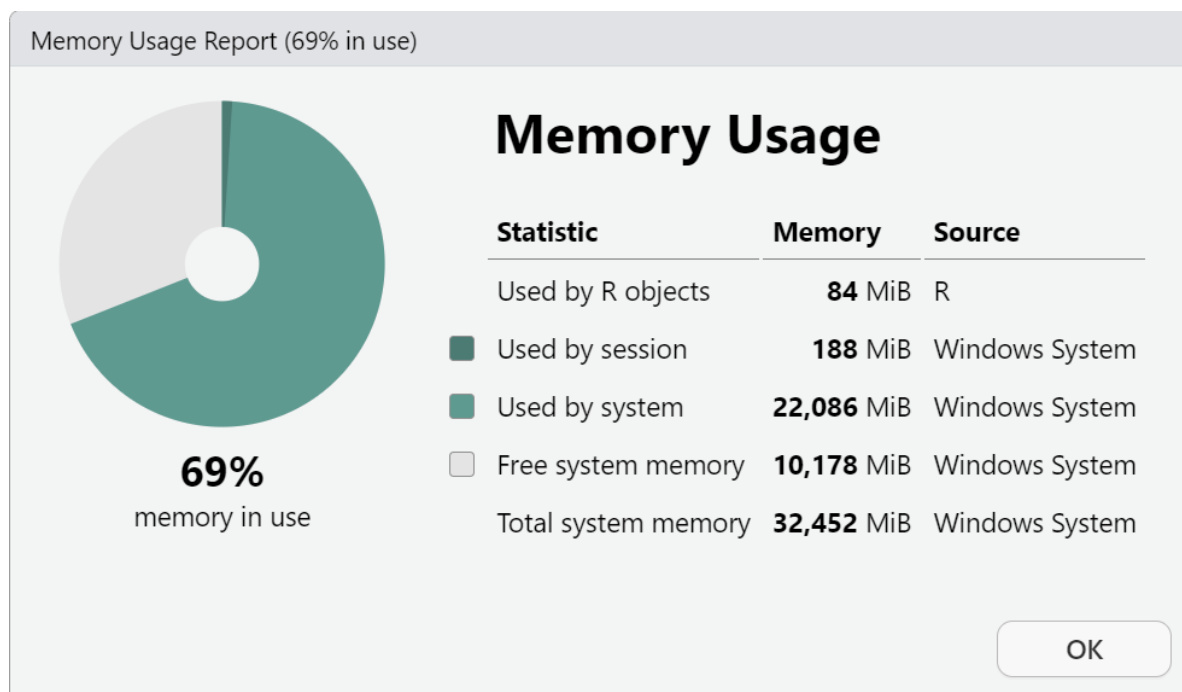 Memory Usage Report (69% in use)
Memory Usage
Statistic Memory Source
Used by R objects 84 MiB R
Used by session 188 MiB Windows System
Used by system 22,086 MiB Windows System
Free system memory 10,178 MiB Windows System
Total system memory 32,452 MiB Windows System
69%
memory in use
OK